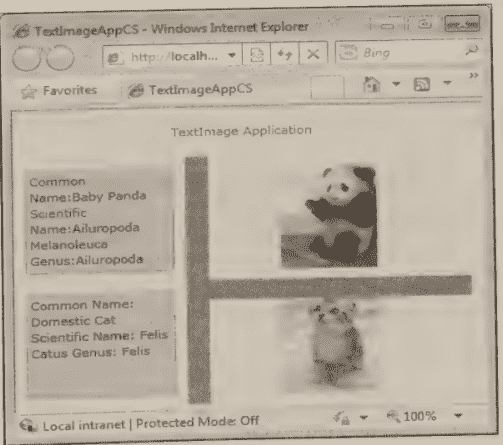 TextImageAppCS - Windows Internet Explorer
http://localh...
Bing
Favorites
TextImageAppCS
TextImage Application
Common
Name:Baby Panda
Scientific
Name:Ailuropoda
Melanoleuca
Genus:Ailuropoda
Common Name:
Domestic Cat
Scientific Name: Felis
Catus Genus: Felis
Local intranet | Protected Mode: Off
100%